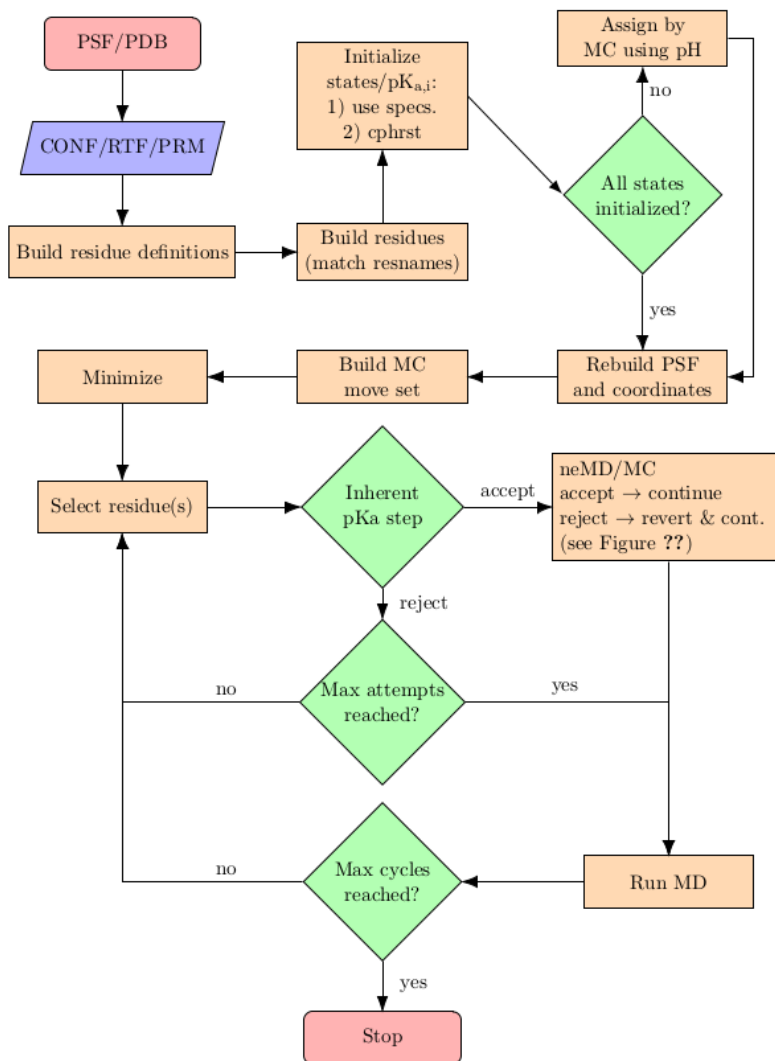 PSF/PDB
CONF/RTF/PRM
Build residue definitions
Build residues
(match resnames)
Initialize
states/pKa,i:
1) use specs.
2) cphrst
All states
initialized?
no
Assign by
MC using pH
yes
Rebuild PSF
and coordinates
Build MC
move set
Minimize
Select residue(s)
Inherent
pKa step
accept
neMD/MC
accept → continue
reject → revert & cont.
(see Figure ??)
reject
Max attempts
reached?
no
yes
Run MD
Max cycles
reached?
no
yes
Stop